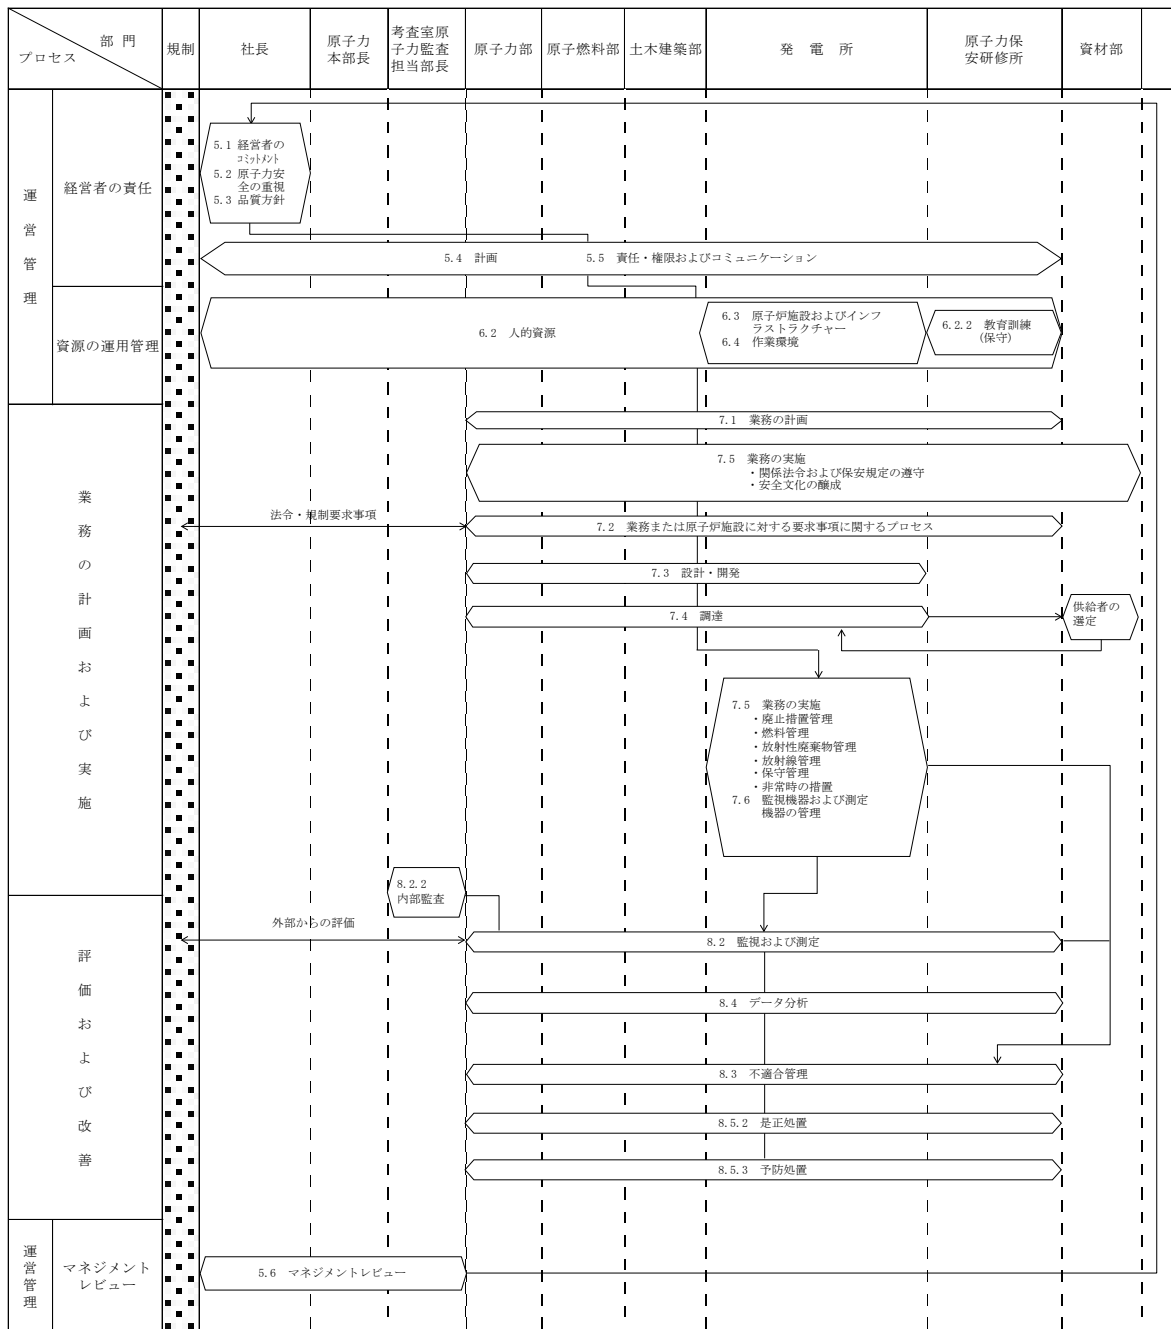 部 門
プロセス
規制
社長
原子力
本部長
考査室原
子力監査
担当部長
原子力部
原子燃料部
土木建築部
発 電 所
原子力保
安研修所
資材部
運営管理
経営者の責任
5.1 経営者の
コミットメント
5.2 原子力安
全の重視
5.3 品質方針
5.4 計画
5.5 責任・権限およびコミュニケーション
資源の運用管理
6.2 人的資源
6.3 原子炉施設およびインフ
ラストラクチャー
6.4 作業環境
6.2.2 教育訓練
(保守)
業務の計画および実施
7.1 業務の計画
7.5 業務の実施
・関係法令および保安規定の遵守
・安全文化の醸成
法令・規制要求事項
7.2 業務または原子炉施設に対する要求事項に関するプロセス
7.3 設計・開発
7.4 調達
供給者の
選定
7.5 業務の実施
・廃止措置管理
・燃料管理
・放射性廃棄物管理
・放射線管理
・保守管理
・非常時の措置
7.6 監視機器および測定
機器の管理
8.2.2
内部監査
評価および改善
外部からの評価
8.2 監視および測定
8.4 データ分析
8.3 不適合管理
8.5.2 是正処置
8.5.3 予防処置
運営管理
マネジメント
レビュー
5.6 マネジメントレビュー